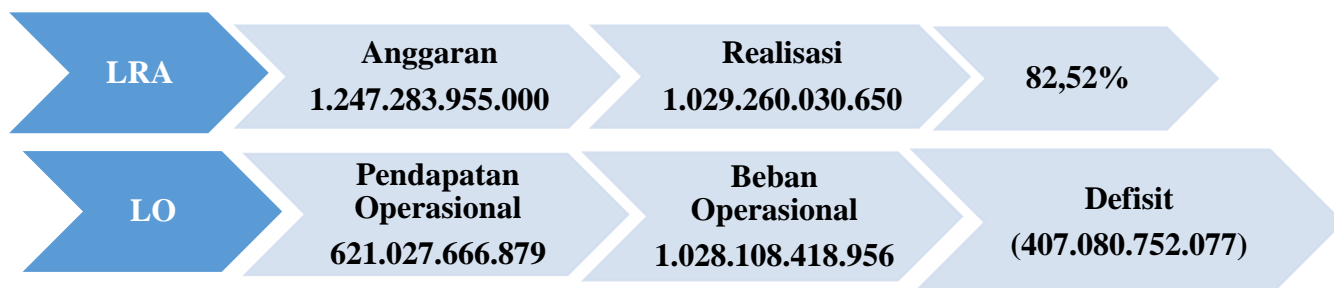 LRA
Anggaran
1.247.283.955.000
Realisasi
1.029.260.030.650
82,52%
LO
Pendapatan
Operasional
621.027.666.879
Beban
Operasional
1.028.108.418.956
Defisit
(407.080.752.077)